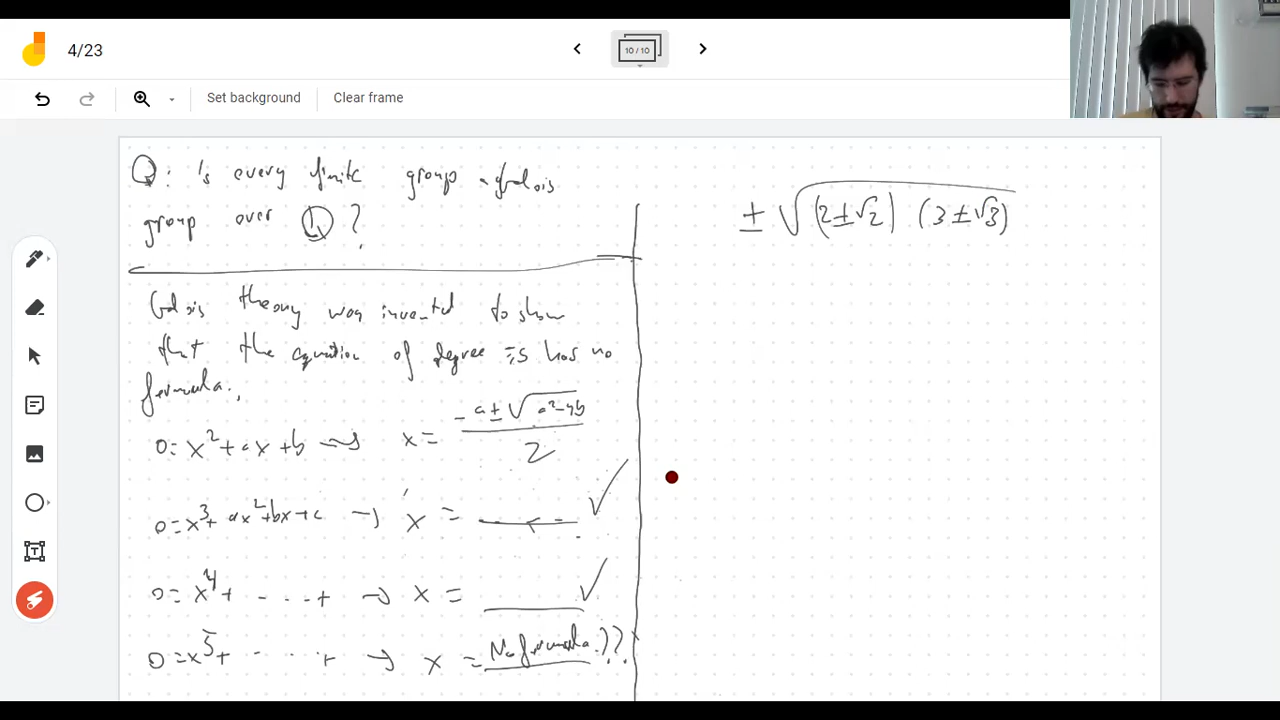 4/23
10 / 10
Set background
Clear frame
Q: Is every finite group Galois
group over Q ?
Galois theory was invented to show
that the equation of degree ≥5 has no
formula.
0= x²+ax+b ⇝ x= (-a±√(a²-4b))/2
0=x³+ax²+bx+c → x = ✓
0= x⁴+ ....+ → x = ✓
0=x⁵+ .... + → x = No formula ??
± √((2±√2) (3±√3))